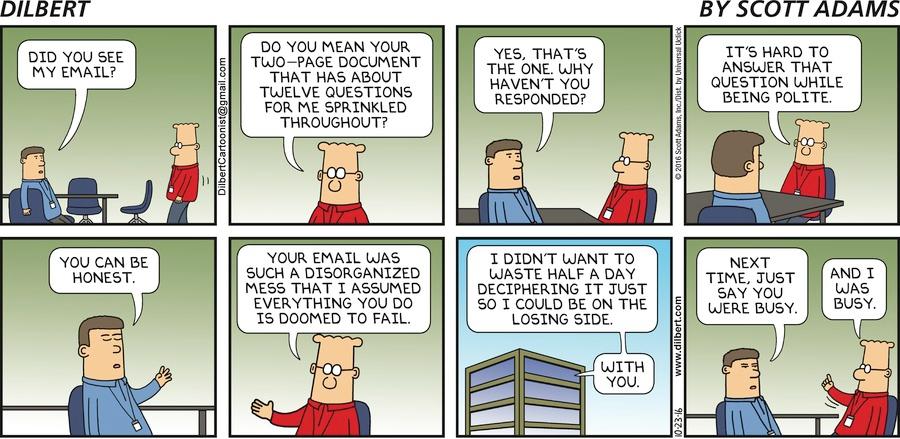 DILBERT
BY SCOTT ADAMS
DID YOU SEE
MY EMAIL?
DilbertCartoonist@gmail.com
DO YOU MEAN YOUR
TWO-PAGE DOCUMENT
THAT HAS ABOUT
TWELVE QUESTIONS
FOR ME SPRINKLED
THROUGHOUT?
YES, THAT'S
THE ONE. WHY
HAVEN'T YOU
RESPONDED?
© 2016 Scott Adams, Inc./Dist. by Universal Uclick
IT'S HARD TO
ANSWER THAT
QUESTION WHILE
BEING POLITE.
YOU CAN BE
HONEST.
YOUR EMAIL WAS
SUCH A DISORGANIZED
MESS THAT I ASSUMED
EVERYTHING YOU DO
IS DOOMED TO FAIL.
I DIDN'T WANT TO
WASTE HALF A DAY
DECIPHERING IT JUST
SO I COULD BE ON THE
LOSING SIDE.
WITH
YOU.
www.dilbert.com
10-23-16
NEXT
TIME, JUST
SAY YOU
WERE BUSY.
AND I
WAS
BUSY.